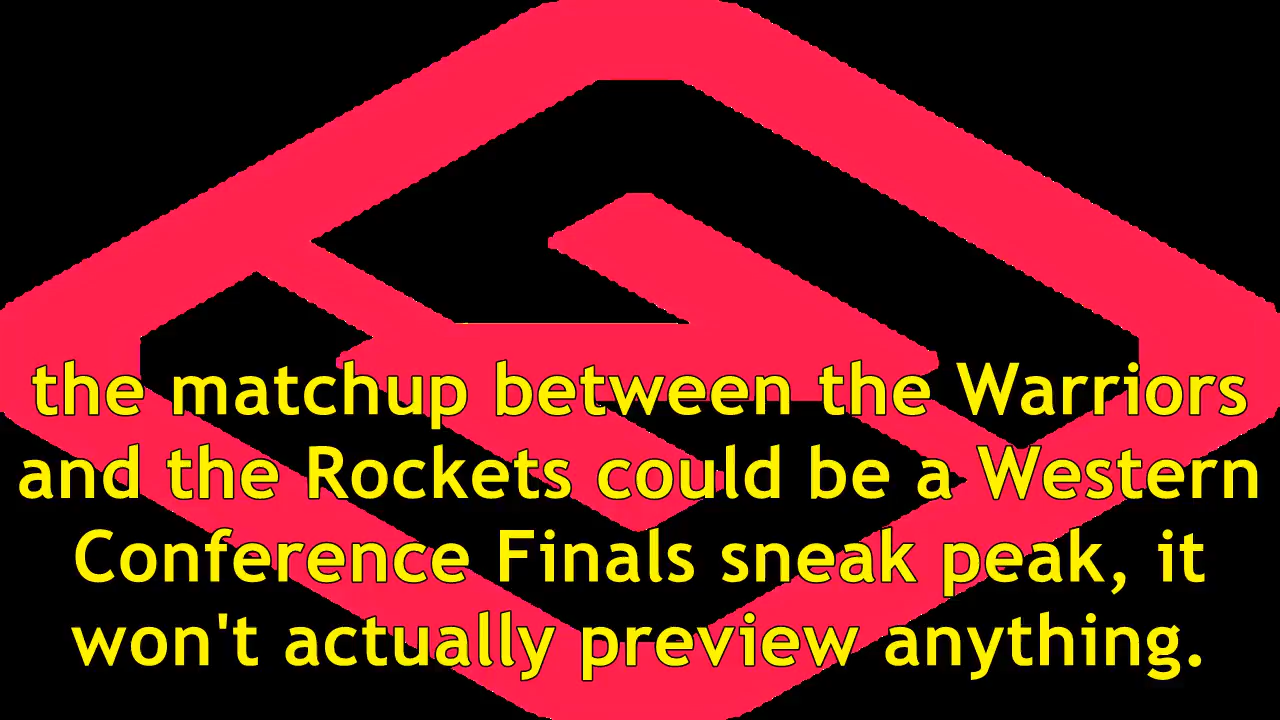 the matchup between the Warriors
and the Rockets could be a Western
Conference Finals sneak peak, it
won't actually preview anything.